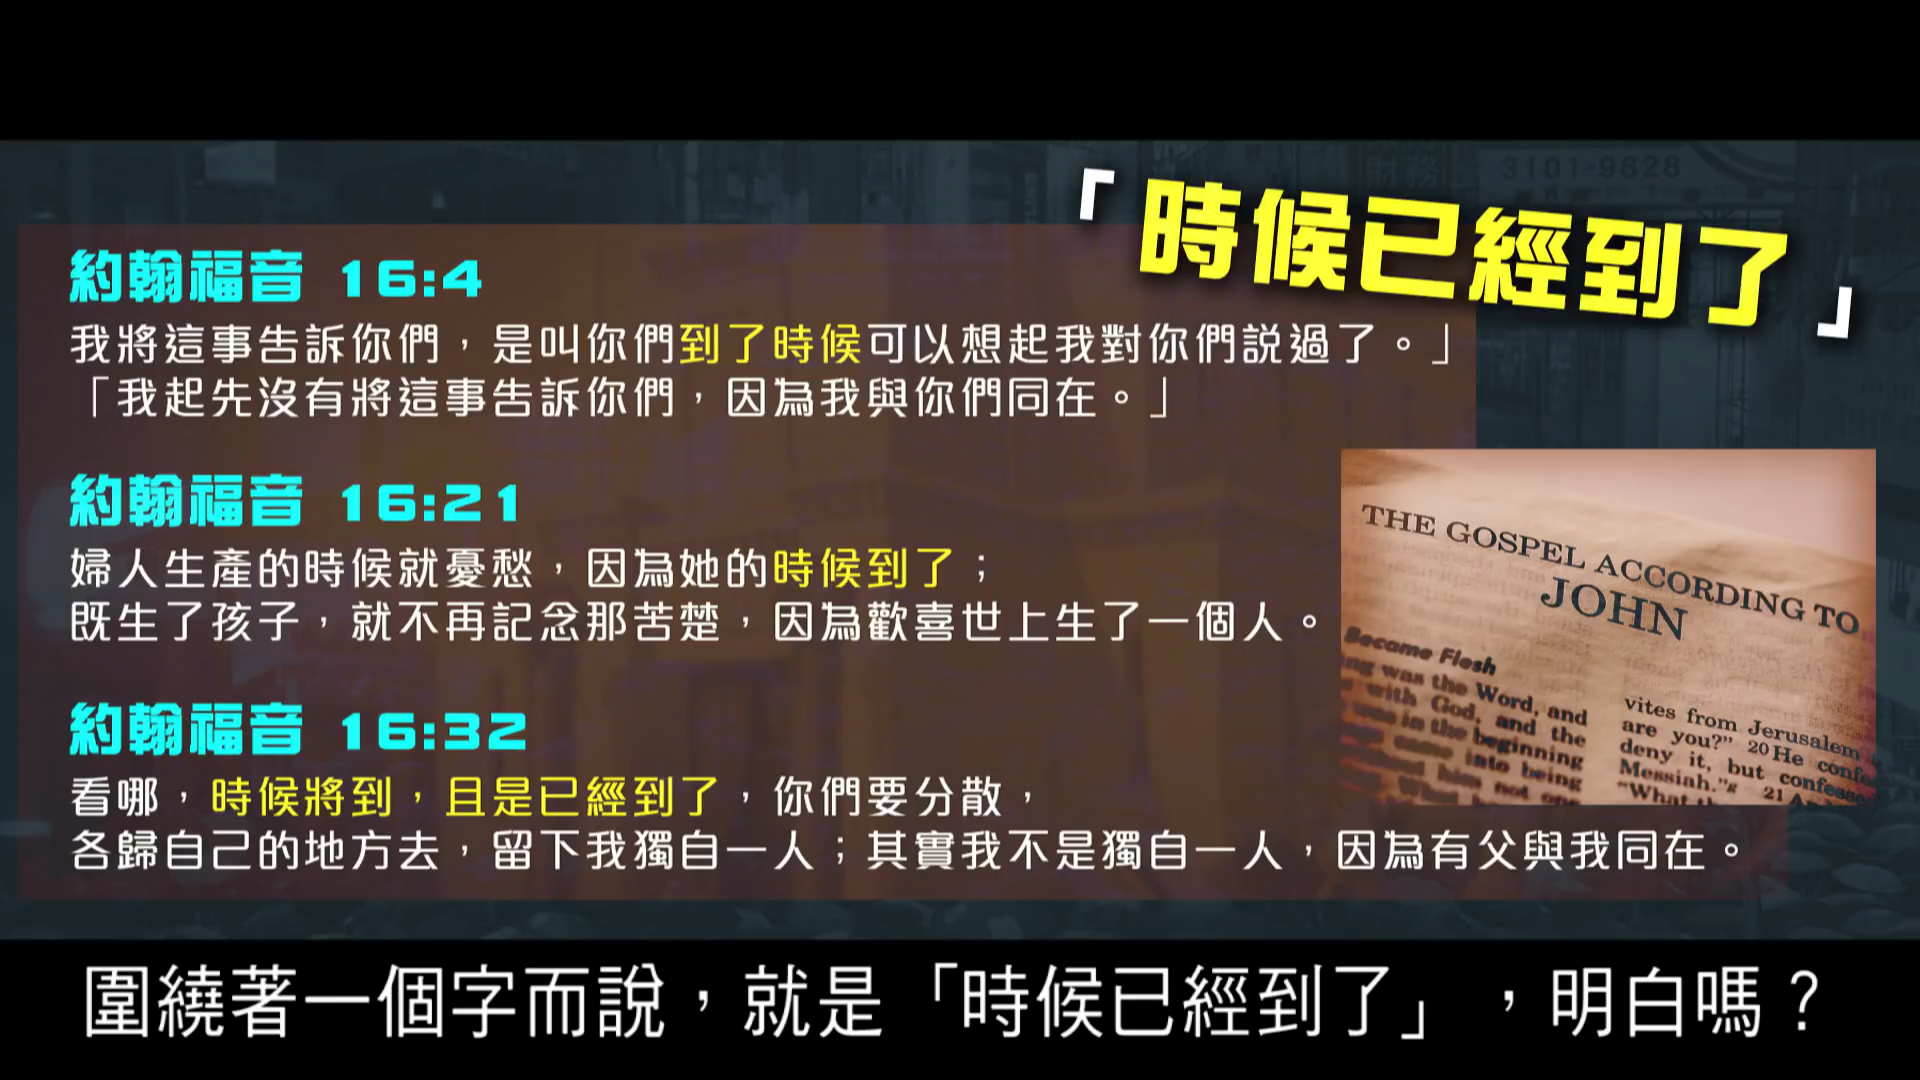 3101-9828
「時候已經到了」
約翰福音 16:4
我將這事告訴你們，是叫你們到了時候可以想起我對你們説過了。」
「我起先沒有將這事告訴你們，因為我與你們同在。」
約翰福音 16:21
婦人生產的時候就憂愁，因為她的時候到了；
既生了孩子，就不再記念那苦楚，因為歡喜世上生了一個人。
約翰福音 16:32
看哪，時候將到，且是已經到了，你們要分散，
各歸自己的地方去，留下我獨自一人；其實我不是獨自一人，因為有父與我同在。
THE GOSPEL ACCORDING TO
JOHN
Became Flesh
was the Word, and
with God, and the
was in the beginning
came into being
him not one
vites from Jerusalem
are you?” 20 He
deny it, but
Messiah.” 21
“What
圍繞著一個字而說，就是「時候已經到了」，明白嗎？